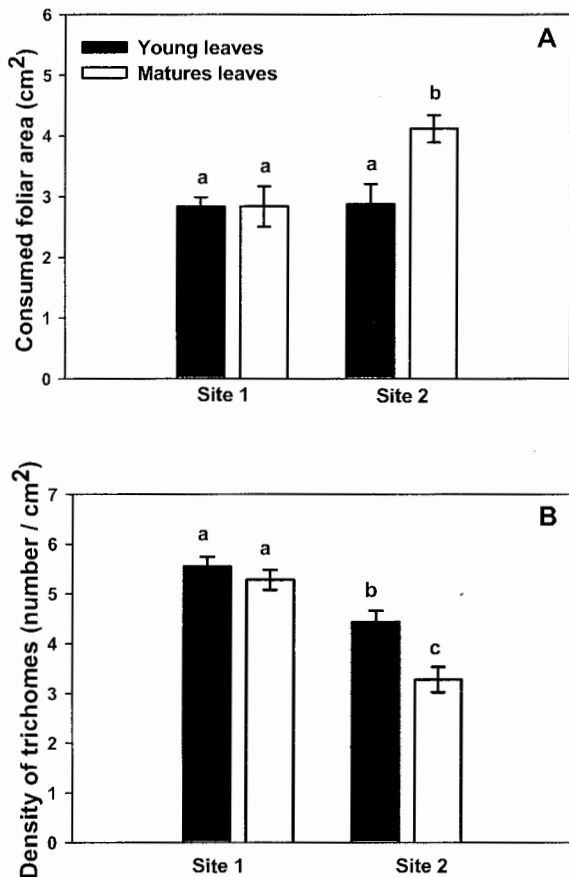 A
Young leaves
Matures leaves
Consumed foliar area (cm²)
6
5
4
3
2
1
0
a
a
a
b
Site 1
Site 2
B
Density of trichomes (number / cm²)
7
6
5
4
3
2
1
0
a
a
b
c
Site 1
Site 2